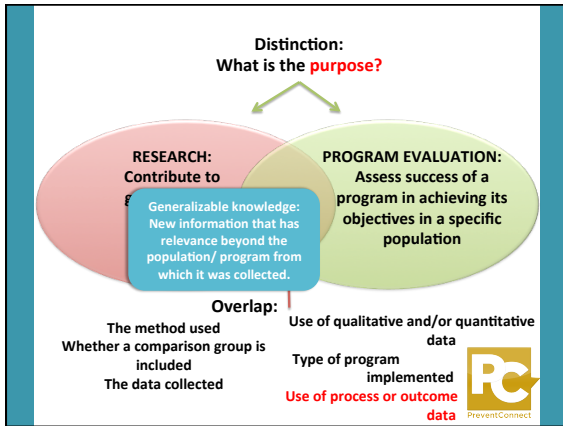 Distinction:
What is the purpose?
RESEARCH:
Contribute to
g
Generalizable knowledge:
New information that has
relevance beyond the
population/ program from
which it was collected.
PROGRAM EVALUATION:
Assess success of a
program in achieving its
objectives in a specific
population
Overlap:
The method used
Whether a comparison group is
included
The data collected
Use of qualitative and/or quantitative
data
Type of program
implemented
Use of process or outcome
data
PC
PreventConnect